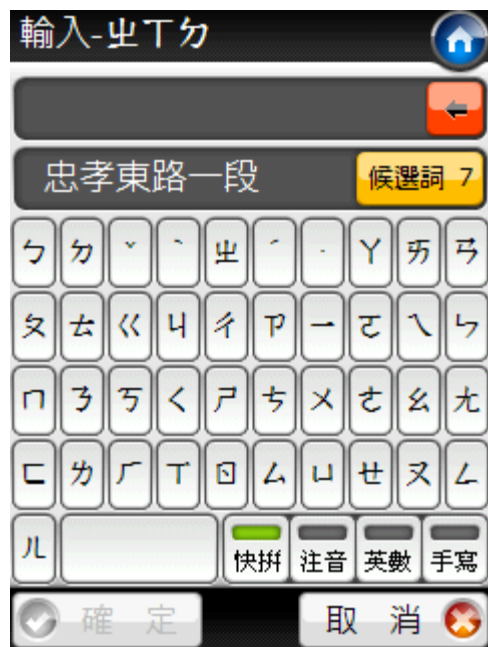 輸入-ㄓㄒㄉ
忠孝東路一段 候選詞 7
ㄅ ㄉ ˇ ˋ ㄓ ˊ ˙ ㄚ ㄞ ㄢ
ㄆ ㄊ ㄍ ㄐ ㄔ ㄗ ㄧ ㄛ ㄟ ㄣ
ㄇ ㄋ ㄎ ㄑ ㄕ ㄘ ㄨ ㄜ ㄠ ㄤ
ㄈ ㄌ ㄏ ㄒ ㄖ ㄙ ㄩ ㄝ ㄡ ㄥ
ㄦ 快拼 注音 英數 手寫
確 定 取 消